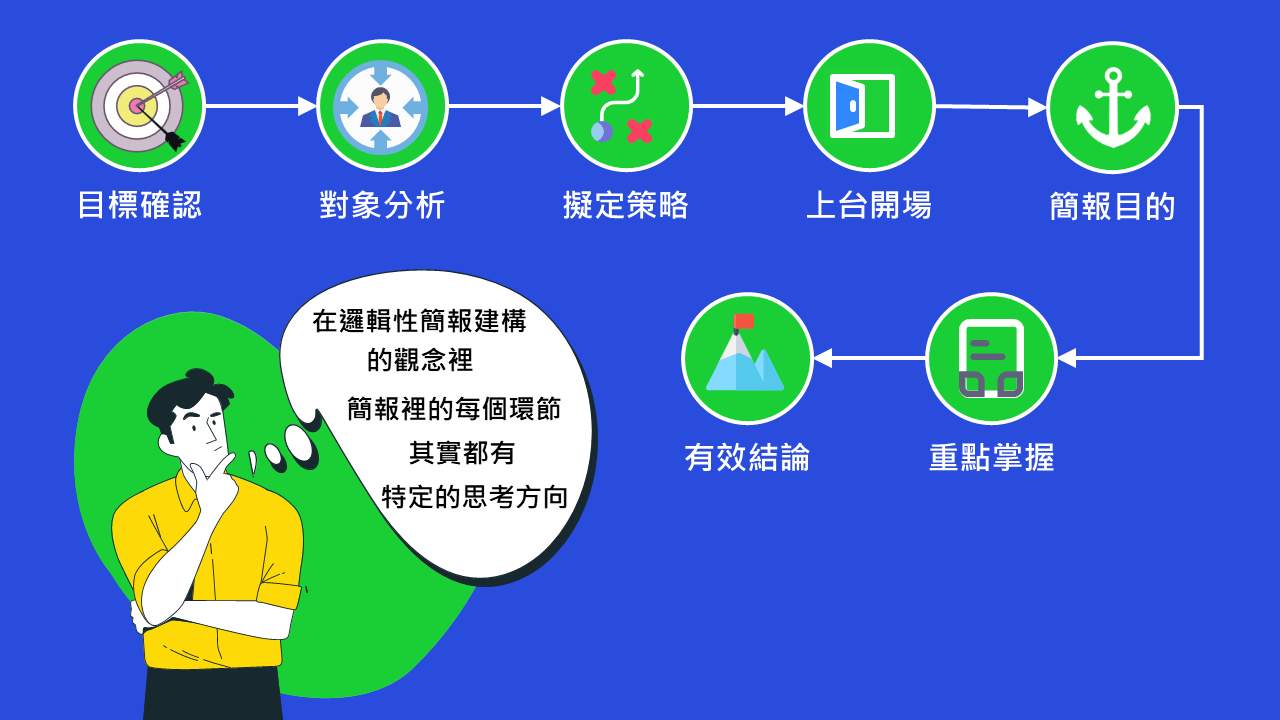 目標確認
對象分析
擬定策略
上台開場
簡報目的
有效結論
重點掌握
在邏輯性簡報建構
的觀念裡
簡報裡的每個環節
其實都有
特定的思考方向